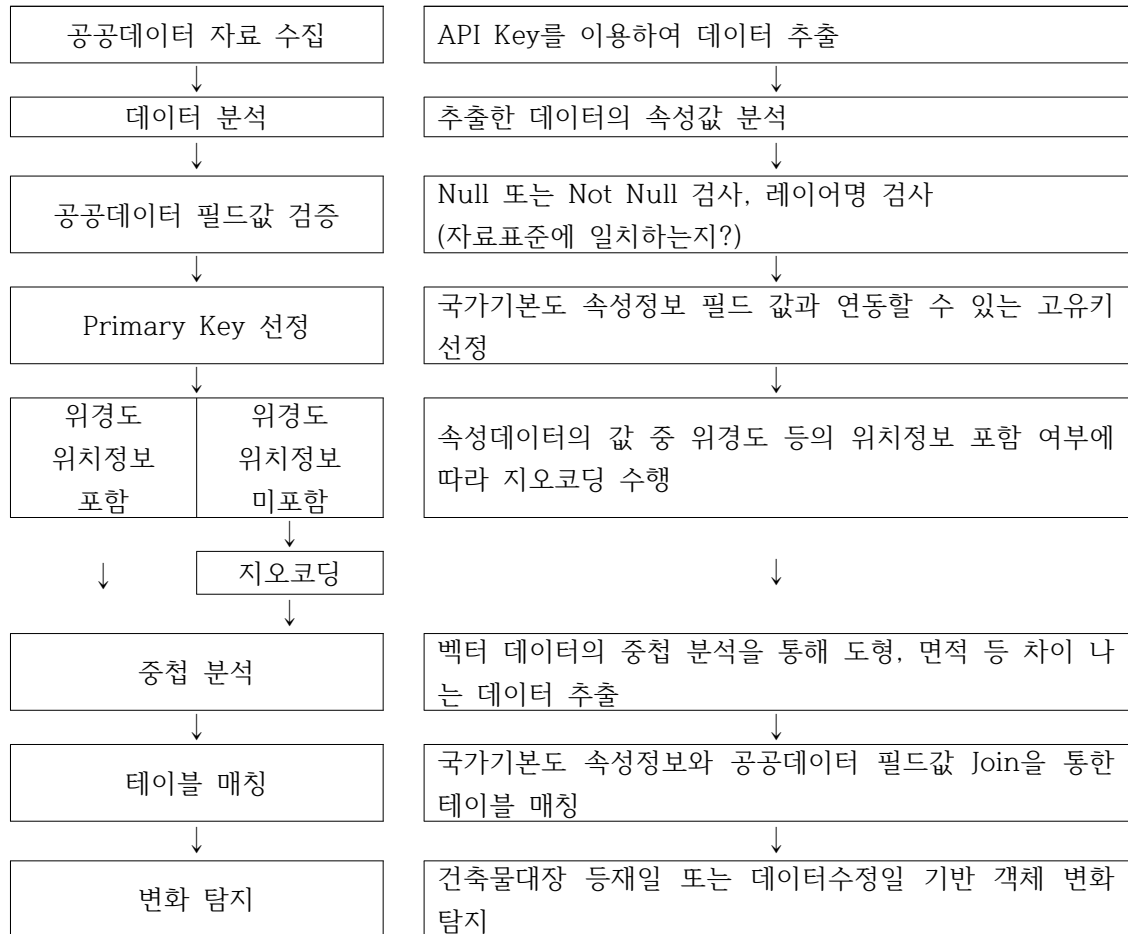 공공데이터 자료 수집
API Key를 이용하여 데이터 추출
↓ ↓
데이터 분석
추출한 데이터의 속성값 분석
↓ ↓
공공데이터 필드값 검증
Null 또는 Not Null 검사, 레이어명 검사
(자료표준에 일치하는지?)
↓ ↓
Primary Key 선정
국가기본도 속성정보 필드 값과 연동할 수 있는 고유키
선정
↓ ↓
위경도
위치정보
포함
위경도
위치정보
미포함
속성데이터의 값 중 위경도 등의 위치정보 포함 여부에
따라 지오코딩 수행
↓
↓
지오코딩
↓
↓
중첩 분석
벡터 데이터의 중첩 분석을 통해 도형, 면적 등 차이 나
는 데이터 추출
↓ ↓
테이블 매칭
국가기본도 속성정보와 공공데이터 필드값 Join을 통한
테이블 매칭
↓ ↓
변화 탐지
건축물대장 등재일 또는 데이터수정일 기반 객체 변화
탐지